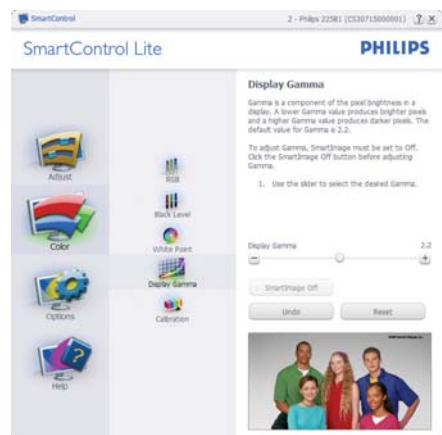 SmartControl
2 - Philips 225B1 (CS30715000001)
SmartControl Lite
PHILIPS
Adjust
Color
Options
Help
RGB
Black Level
White Point
Display Gamma
Calibration
Display Gamma
Gamma is a component of the pixel brightness in a
display. A lower Gamma value produces brighter pixels
and a higher Gamma value produces darker pixels. The
default value for Gamma is 2.2.
To adjust Gamma, SmartImage must be set to Off.
Click the SmartImage Off button before adjusting
Gamma.
1. Use the slider to select the desired Gamma.
Display Gamma
2.2
SmartImage Off
Undo
Reset